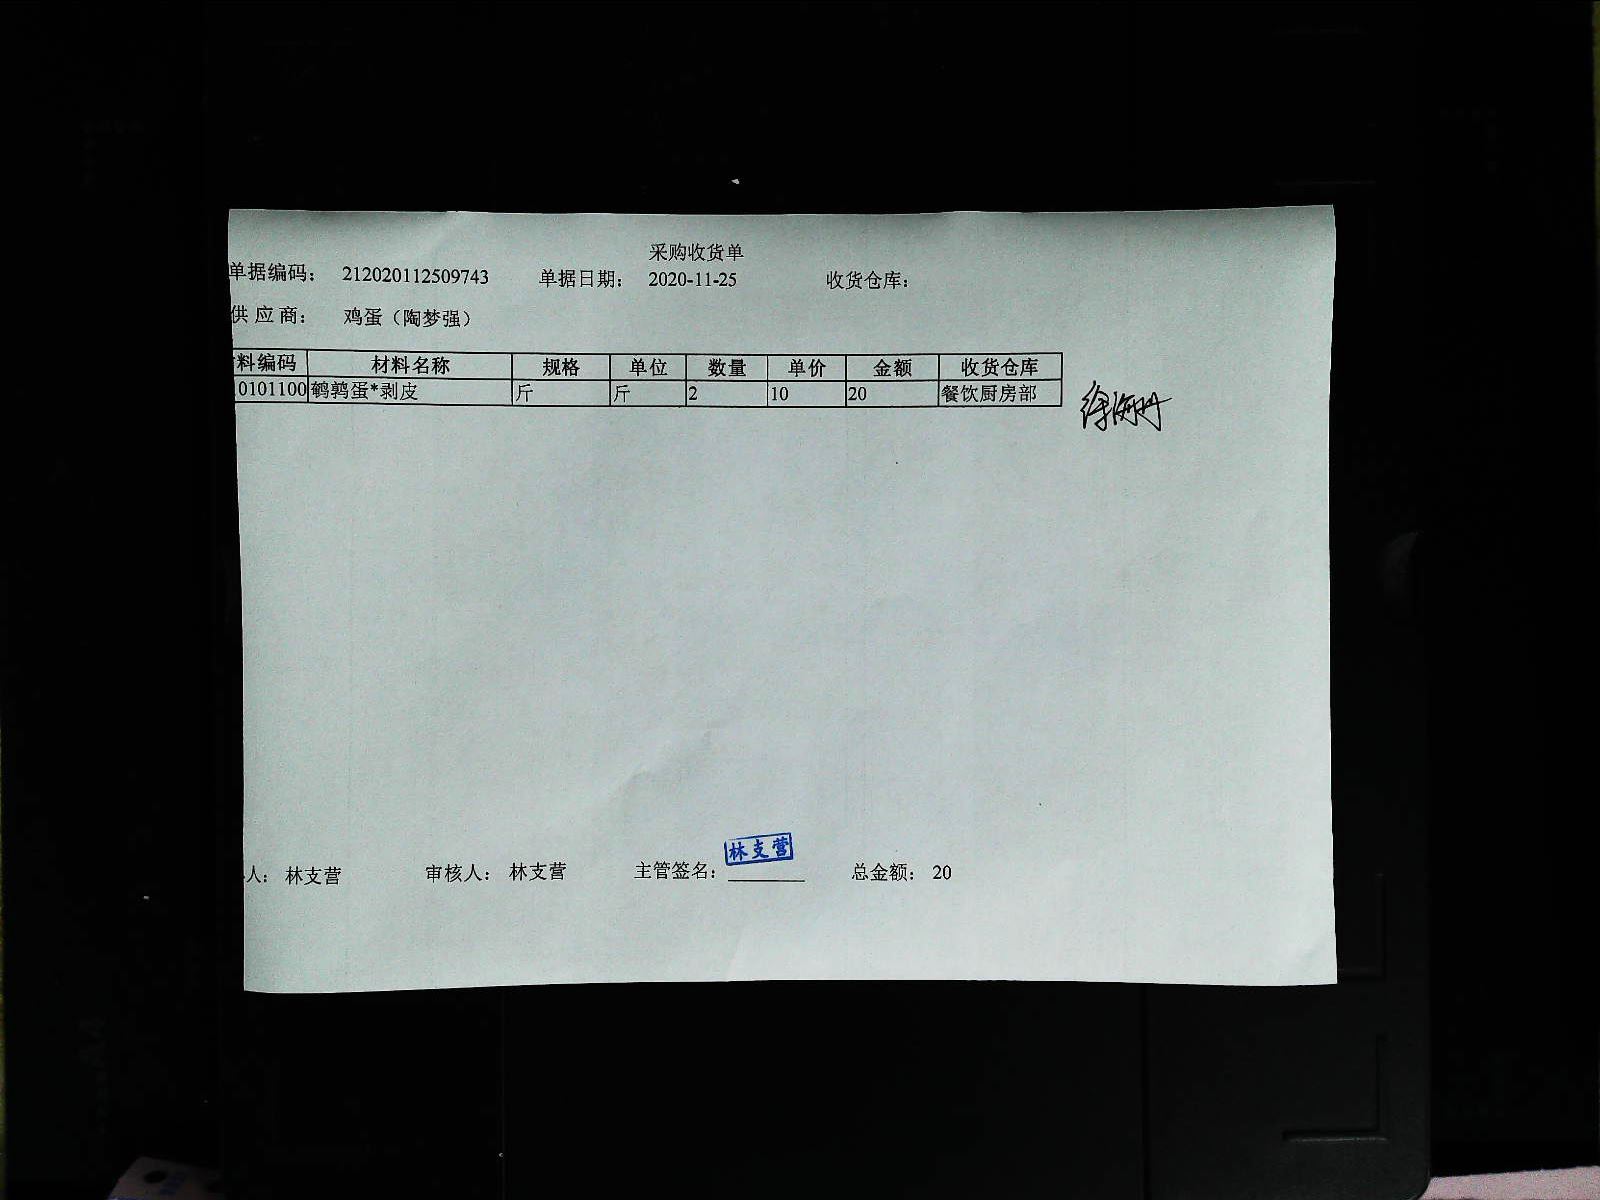 采购收货单
单据编码: 212020112509743 单据日期: 2020-11-25 收货仓库:
供应商: 鸡蛋（陶梦强）
料编码 材料名称 规格 单位 数量 单价 金额 收货仓库
0101100 鹌鹑蛋*剥皮 斤 斤 2 10 20 餐饮厨房部
林支营
人: 林支营 审核人: 林支营 主管签名: 总金额: 20